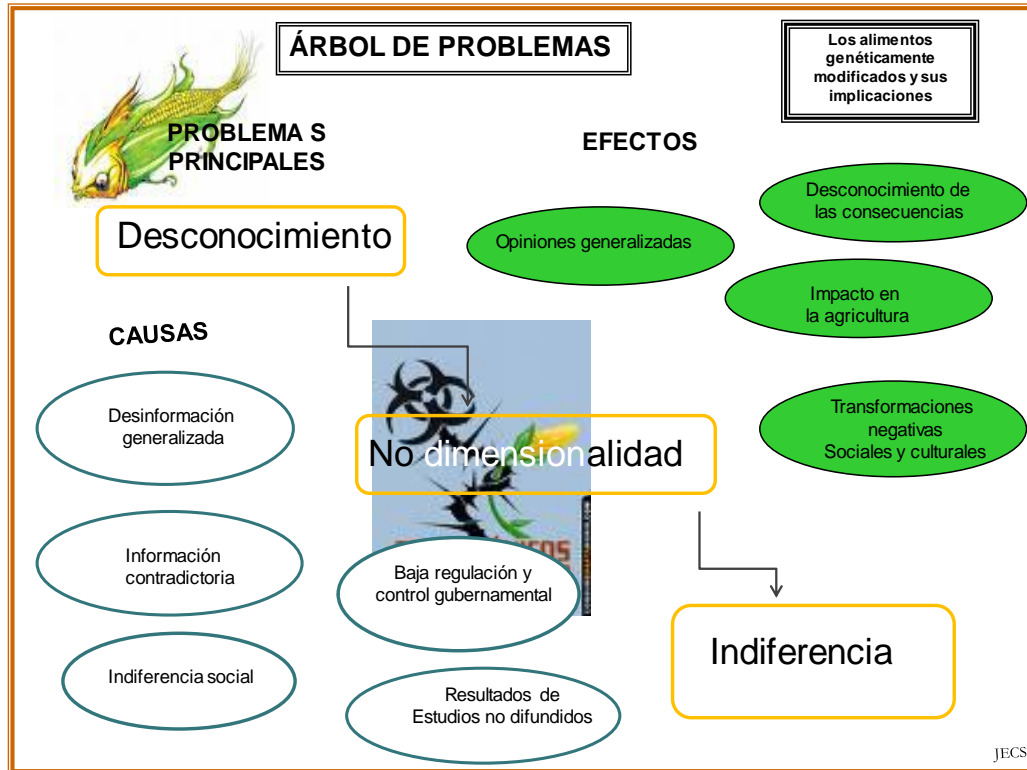 ÁRBOL DE PROBLEMAS
Los alimentos
genéticamente
modificados y sus
implicaciones
PROBLEMA S
PRINCIPALES
EFECTOS
Desconocimiento de
las consecuencias
Desconocimiento
Opiniones generalizadas
Impacto en
la agricultura
CAUSAS
Desinformación
generalizada
Transformaciones
negativas
Sociales y culturales
No dimensionalidad
Información
contradictoria
Baja regulación y
control gubernamental
Indiferencia
Indiferencia social
Resultados de
Estudios no difundidos
JECS